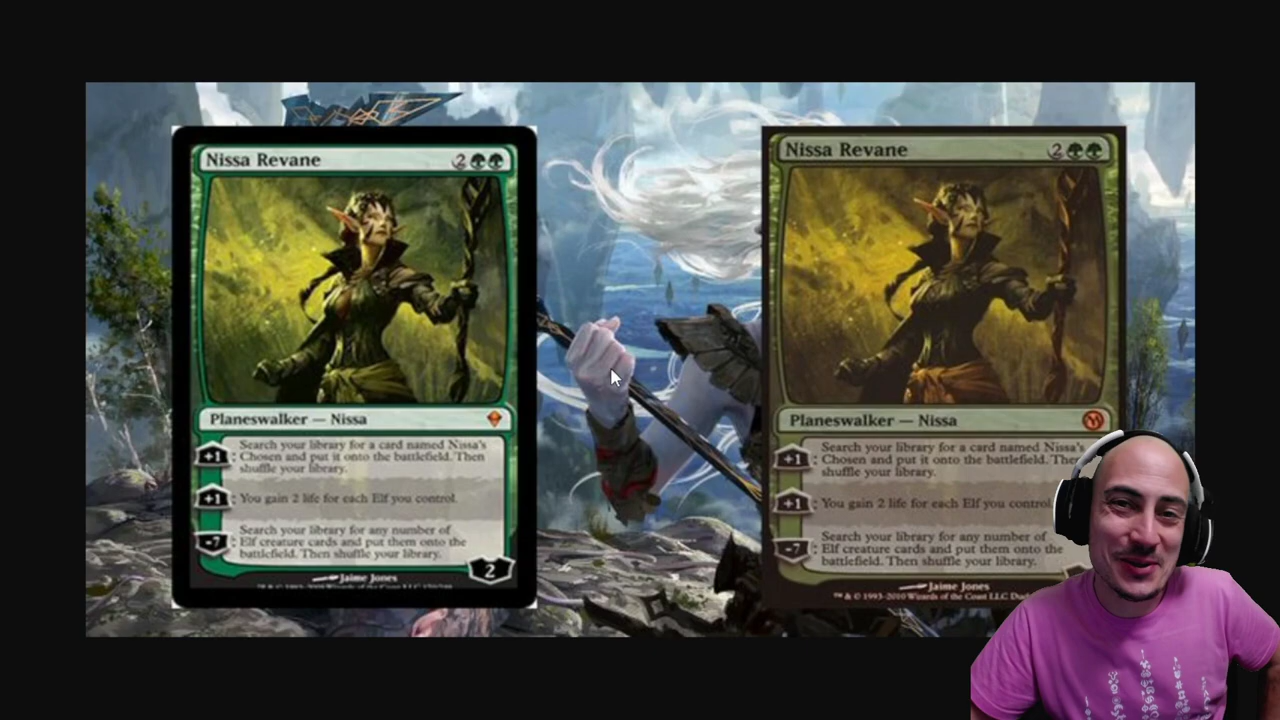 Nissa Revane
2
Planeswalker — Nissa
+1 : Search your library for a card named Nissa's
Chosen and put it onto the battlefield. Then
shuffle your library.
+1 : You gain 2 life for each Elf you control.
-7 : Search your library for any number of
Elf creature cards and put them onto the
battlefield. Then shuffle your library.
2
Jaime Jones
Nissa Revane
2
Planeswalker — Nissa
+1 : Search your library for a card named Nissa's
Chosen and put it onto the battlefield. Then
shuffle your library.
+1 : You gain 2 life for each Elf you control
-7 : Search your library for any number of
Elf creature cards and put them onto the
battlefield. Then shuffle your library.
Jaime Jones
™ & © 1993-2010 Wizards of the Coast LLC